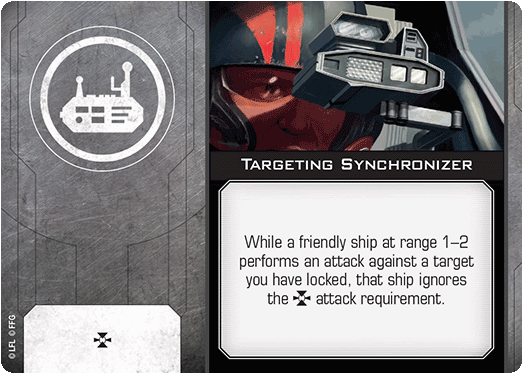 TARGETING SYNCHRONIZER
While a friendly ship at range 1–2
performs an attack against a target
you have locked, that ship ignores
the attack requirement.
© LFL © FFG